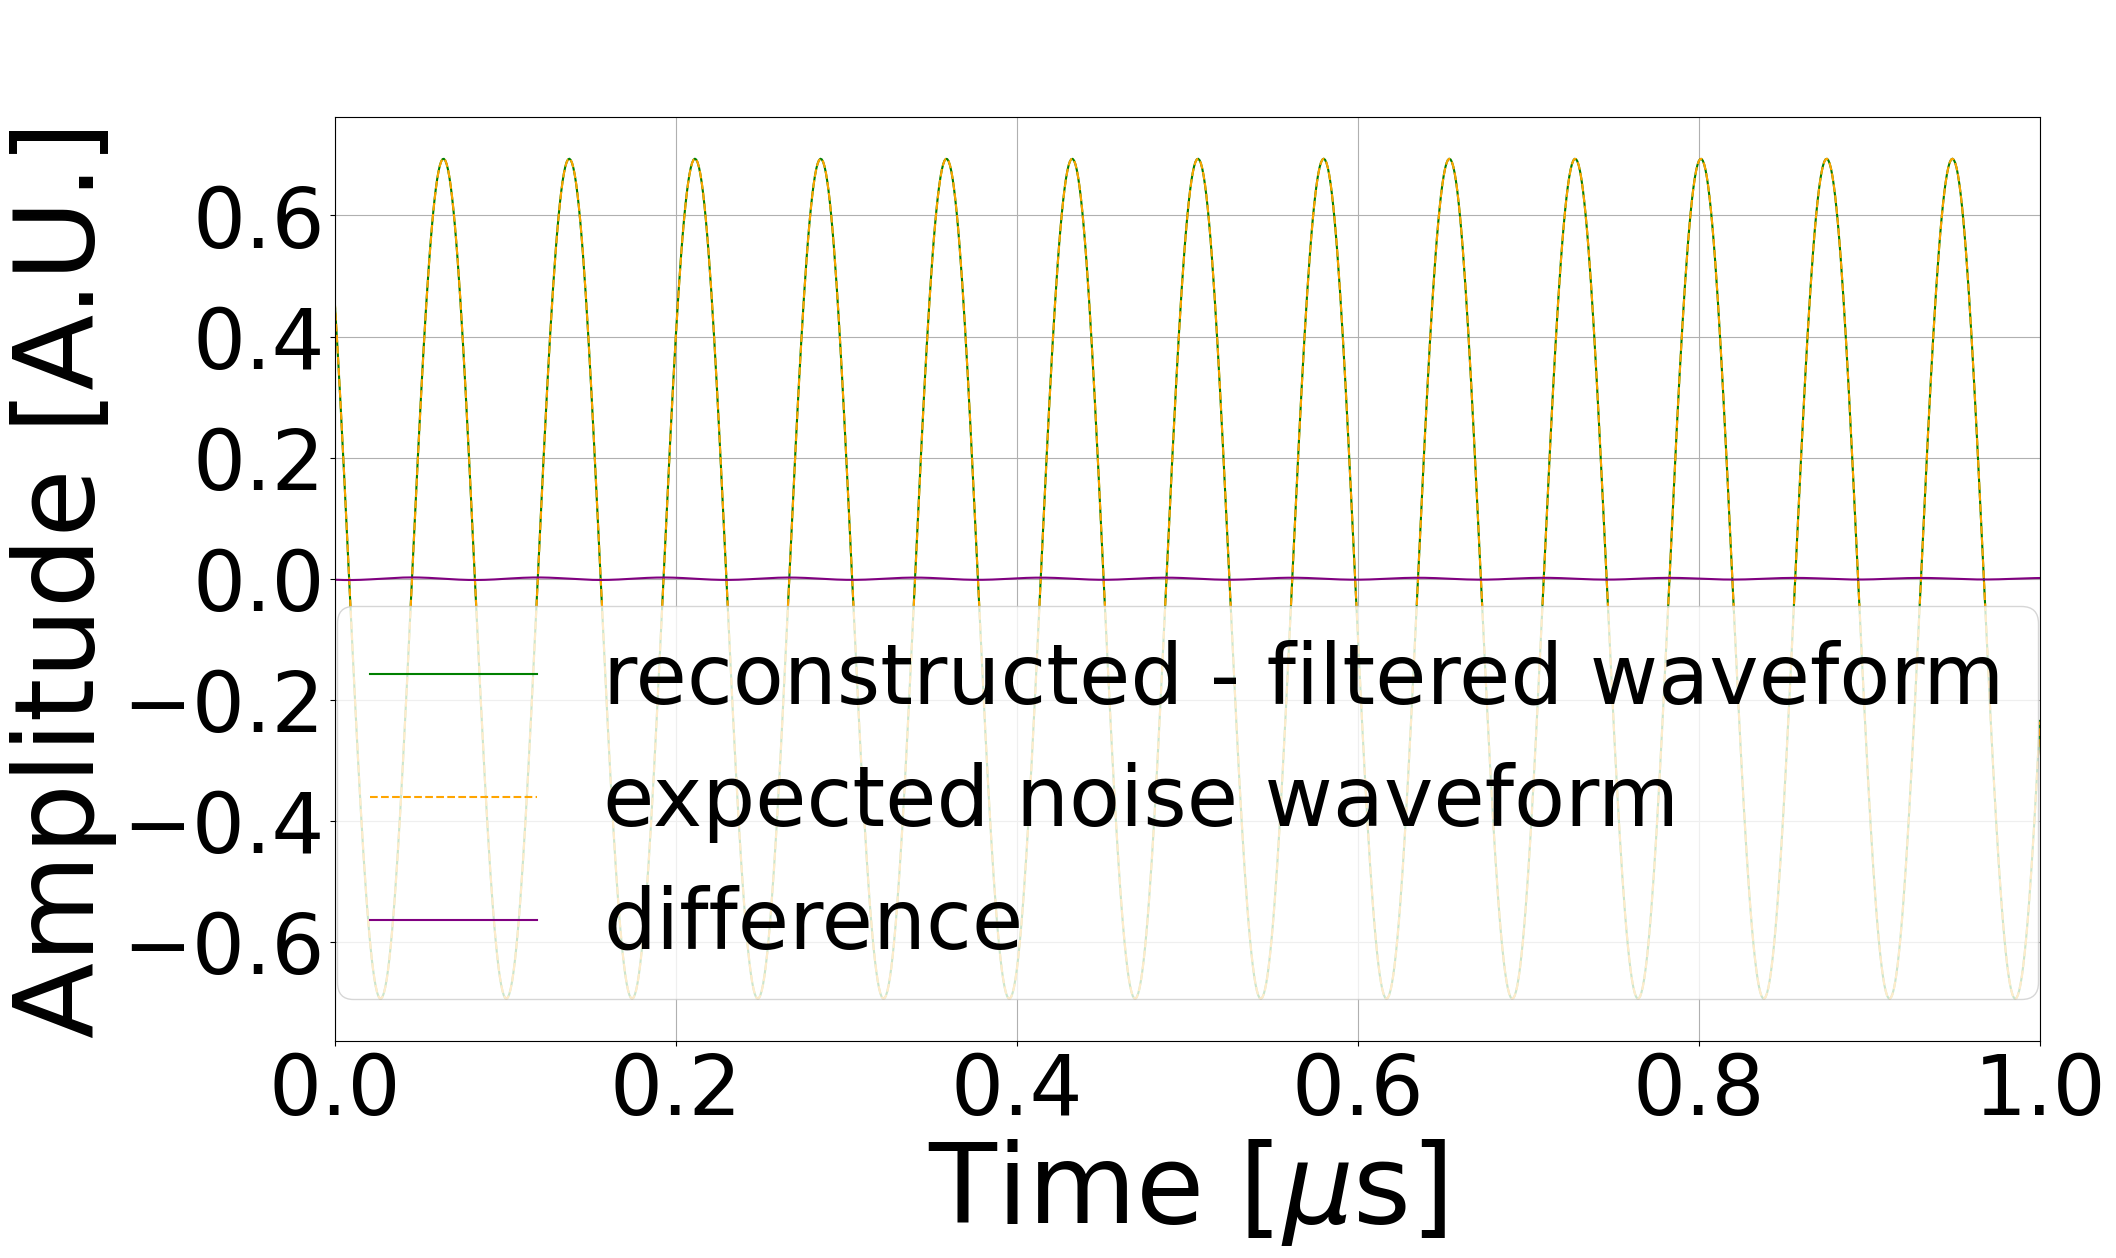 Amplitude [A.U.]
0.6
0.4
0.2
0.0
−0.2
−0.4
−0.6
reconstructed - filtered waveform
expected noise waveform
difference
0.0 0.2 0.4 0.6 0.8 1.0
Time [μs]